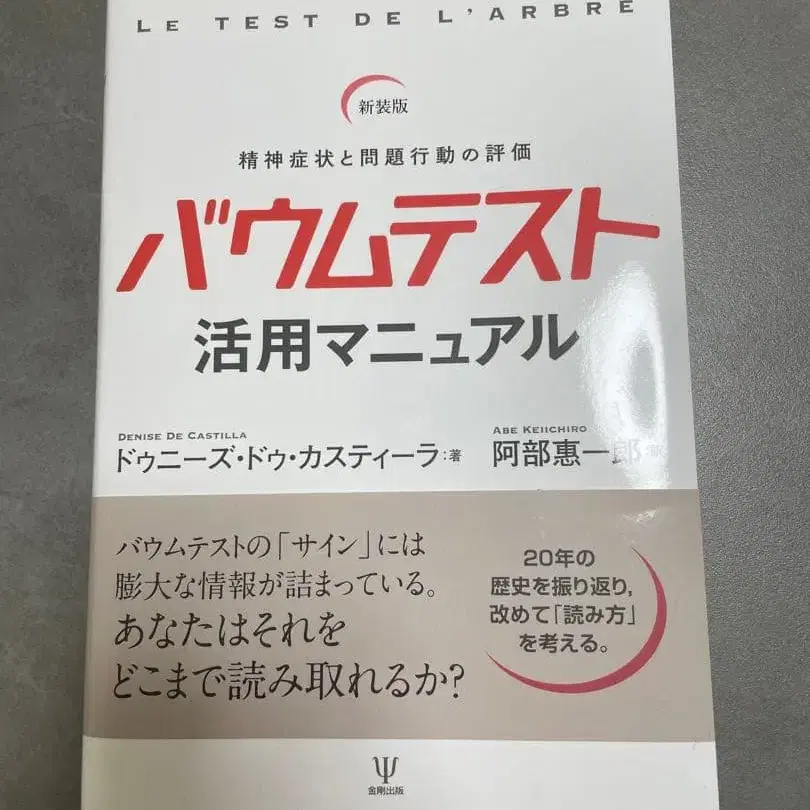 LE TEST DE L'ARBRE
新装版
精神症状と問題行動の評価
バウムテスト
活用マニュアル
DENISE DE CASTILLA
ドゥニーズ・ドゥ・カスティーラ:著
ABE KEIICHIRO
阿部惠一郎
バウムテストの「サイン」には
膨大な情報が詰まっている。
あなたはそれを
どこまで読み取れるか?
20年の
歴史を振り返り,
改めて「読み方」
を考える。
金剛出版